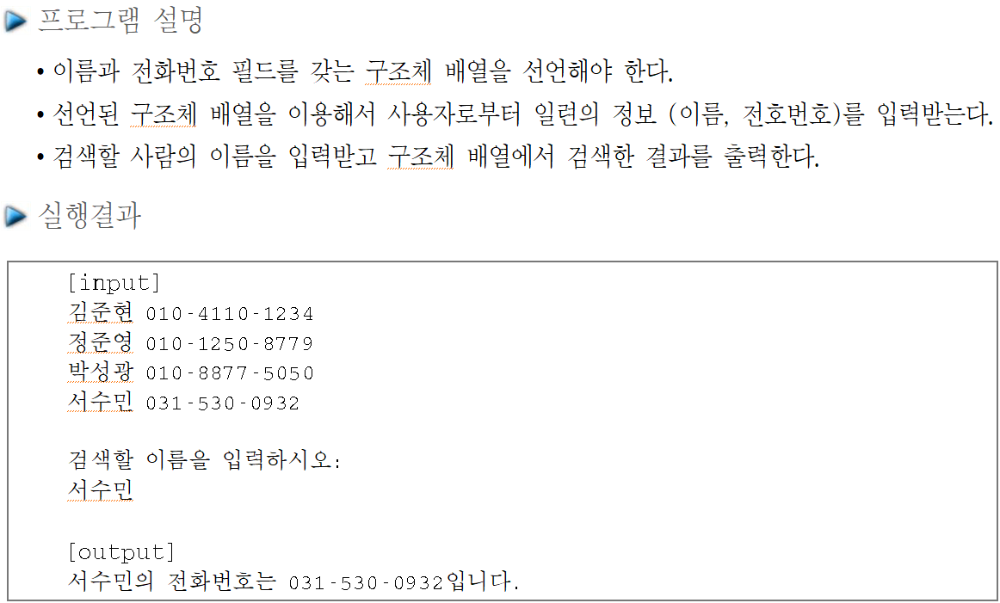 프로그램 설명
• 이름과 전화번호 필드를 갖는 구조체 배열을 선언해야 한다.
• 선언된 구조체 배열을 이용해서 사용자로부터 일련의 정보 (이름, 전호번호)를 입력받는다.
• 검색할 사람의 이름을 입력받고 구조체 배열에서 검색한 결과를 출력한다.
실행결과
[input]
김준현 010-4110-1234
정준영 010-1250-8779
박성광 010-8877-5050
서수민 031-530-0932
검색할 이름을 입력하시오:
서수민
[output]
서수민의 전화번호는 031-530-0932입니다.